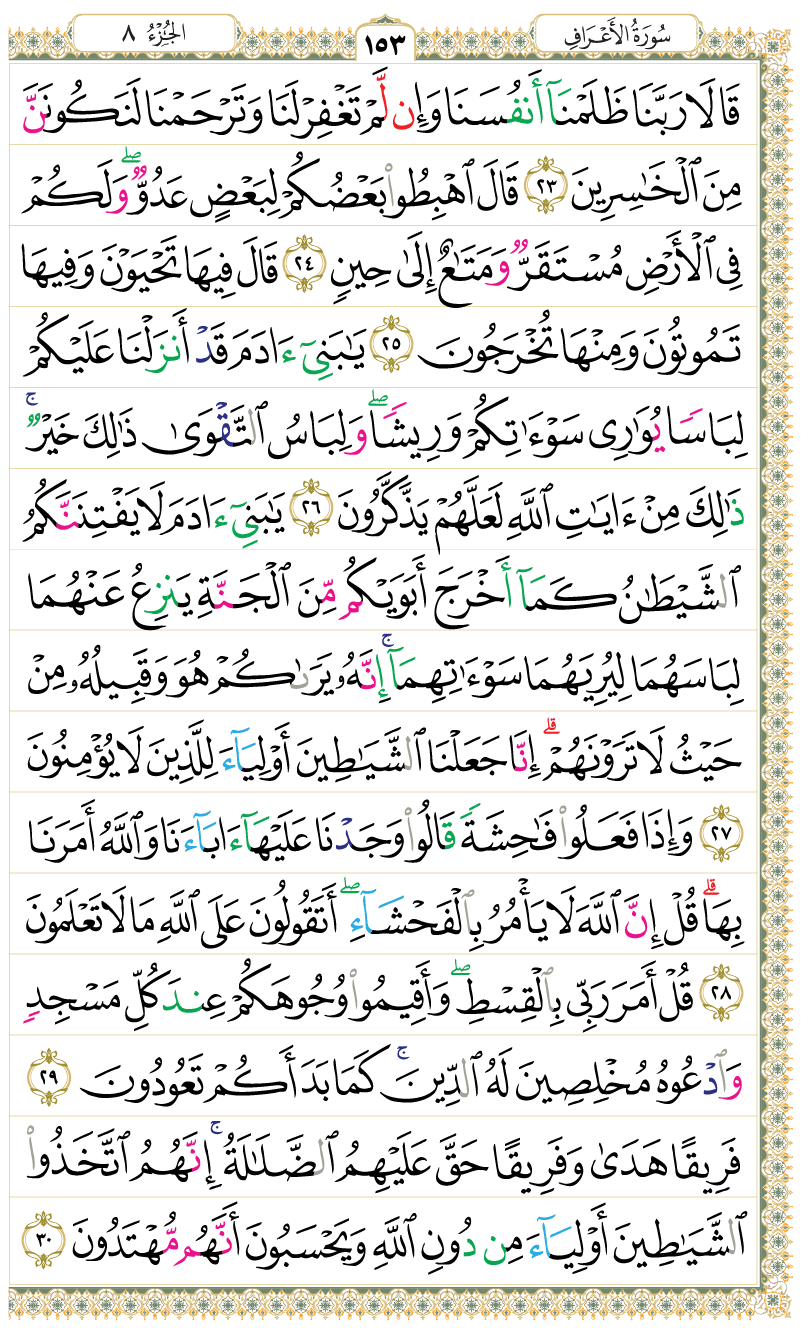 سُورَةُ الأَعْرَافِ ١٥٣ الجُزْءُ ٨
قَالَا رَبَّنَا ظَلَمْنَآ أَنفُسَنَا وَإِن لَّمْ تَغْفِرْ لَنَا وَتَرْحَمْنَا لَنَكُونَنَّ
مِنَ ٱلْخَٰسِرِينَ ٢٣ قَالَ ٱهْبِطُوا۟ بَعْضُكُمْ لِبَعْضٍ عَدُوٌّۖ وَلَكُمْ
فِى ٱلْأَرْضِ مُسْتَقَرٌّ وَمَتَٰعٌ إِلَىٰ حِينٍ ٢٤ قَالَ فِيهَا تَحْيَوْنَ وَفِيهَا
تَمُوتُونَ وَمِنْهَا تُخْرَجُونَ ٢٥ يَٰبَنِىٓ ءَادَمَ قَدْ أَنزَلْنَا عَلَيْكُمْ
لِبَاسًا يُوَٰرِى سَوْءَٰتِكُمْ وَرِيشًاۖ وَلِبَاسُ ٱلتَّقْوَىٰ ذَٰلِكَ خَيْرٌۚ
ذَٰلِكَ مِنْ ءَايَٰتِ ٱللَّهِ لَعَلَّهُمْ يَذَّكَّرُونَ ٢٦ يَٰبَنِىٓ ءَادَمَ لَا يَفْتِنَنَّكُمُ
ٱلشَّيْطَٰنُ كَمَآ أَخْرَجَ أَبَوَيْكُم مِّنَ ٱلْجَنَّةِ يَنزِعُ عَنْهُمَا
لِبَاسَهُمَا لِيُرِيَهُمَا سَوْءَٰتِهِمَآۚ إِنَّهُۥ يَرَىٰكُمْ هُوَ وَقَبِيلُهُۥ مِنْ
حَيْثُ لَا تَرَوْنَهُمْۗ إِنَّا جَعَلْنَا ٱلشَّيَٰطِينَ أَوْلِيَآءَ لِلَّذِينَ لَا يُؤْمِنُونَ
٢٧ وَإِذَا فَعَلُوا۟ فَٰحِشَةً قَالُوا۟ وَجَدْنَا عَلَيْهَآ ءَابَآءَنَا وَٱللَّهُ أَمَرَنَا
بِهَاۗ قُلْ إِنَّ ٱللَّهَ لَا يَأْمُرُ بِٱلْفَحْشَآءِۖ أَتَقُولُونَ عَلَى ٱللَّهِ مَا لَا تَعْلَمُونَ
٢٨ قُلْ أَمَرَ رَبِّى بِٱلْقِسْطِۖ وَأَقِيمُوا۟ وُجُوهَكُمْ عِندَ كُلِّ مَسْجِدٍ
وَٱدْعُوهُ مُخْلِصِينَ لَهُ ٱلدِّينَۚ كَمَا بَدَأَكُمْ تَعُودُونَ ٢٩
فَرِيقًا هَدَىٰ وَفَرِيقًا حَقَّ عَلَيْهِمُ ٱلضَّلَٰلَةُۚ إِنَّهُمُ ٱتَّخَذُوا۟
ٱلشَّيَٰطِينَ أَوْلِيَآءَ مِن دُونِ ٱللَّهِ وَيَحْسَبُونَ أَنَّهُم مُّهْتَدُونَ ٣٠